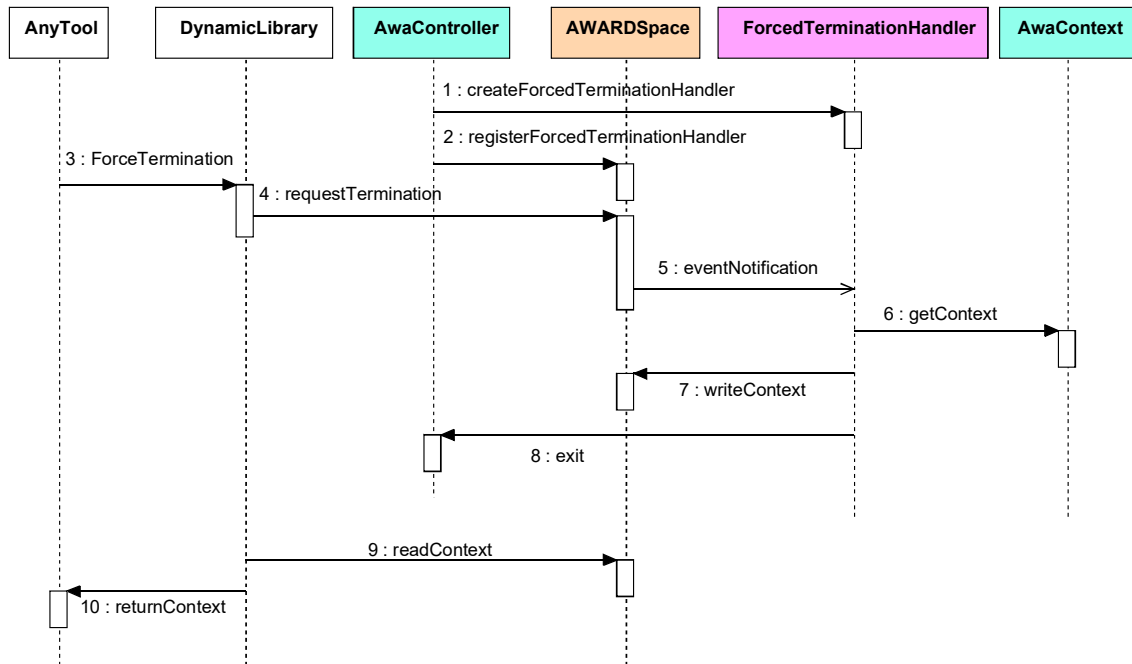 AnyTool
DynamicLibrary
AwaController
AWARDSpace
ForcedTerminationHandler
AwaContext
1 : createForcedTerminationHandler
2 : registerForcedTerminationHandler
3 : ForceTermination
4 : requestTermination
5 : eventNotification
6 : getContext
7 : writeContext
8 : exit
9 : readContext
10 : returnContext